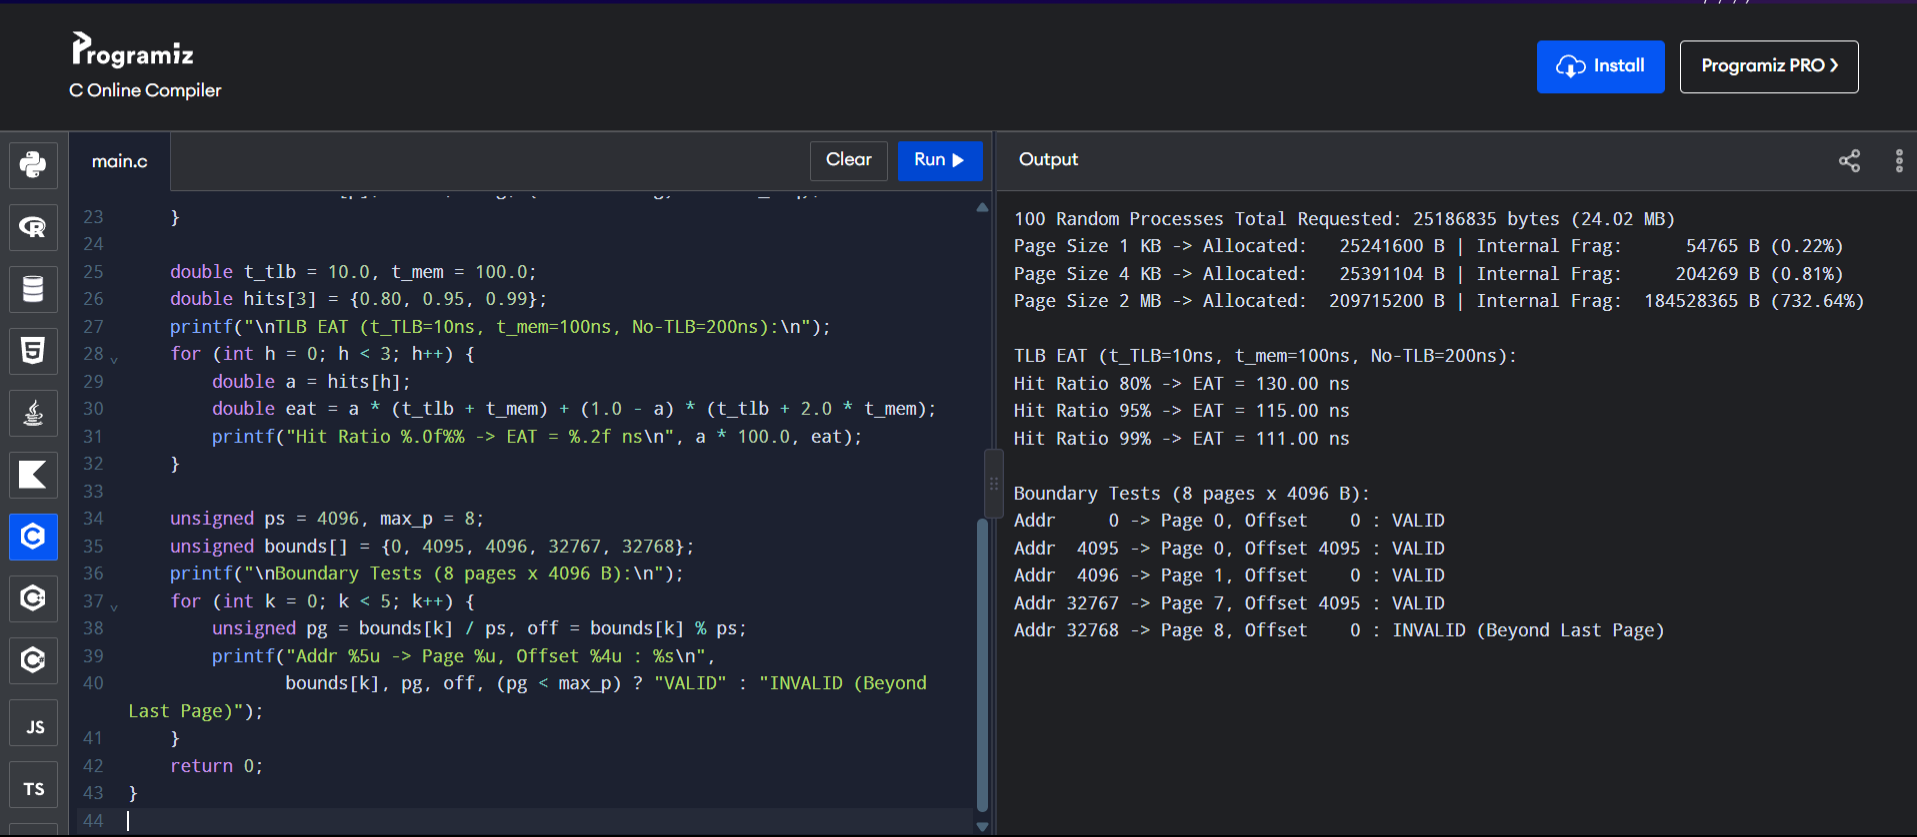 Programiz
C Online Compiler
Install
Programiz PRO
main.c
Clear
Run
Output
23 }
24
25 double t_tlb = 10.0, t_mem = 100.0;
26 double hits[3] = {0.80, 0.95, 0.99};
27 printf("\nTLB EAT (t_TLB=10ns, t_mem=100ns, No-TLB=200ns):\n");
28 for (int h = 0; h < 3; h++) {
29 double a = hits[h];
30 double eat = a * (t_tlb + t_mem) + (1.0 - a) * (t_tlb + 2.0 * t_mem);
31 printf("Hit Ratio %.0f%% -> EAT = %.2f ns\n", a * 100.0, eat);
32 }
33
34 unsigned ps = 4096, max_p = 8;
35 unsigned bounds[] = {0, 4095, 4096, 32767, 32768};
36 printf("\nBoundary Tests (8 pages x 4096 B):\n");
37 for (int k = 0; k < 5; k++) {
38 unsigned pg = bounds[k] / ps, off = bounds[k] % ps;
39 printf("Addr %5u -> Page %u, Offset %4u : %s\n",
40 bounds[k], pg, off, (pg < max_p) ? "VALID" : "INVALID (Beyond
Last Page)");
41 }
42 return 0;
43 }
44
100 Random Processes Total Requested: 25186835 bytes (24.02 MB)
Page Size 1 KB -> Allocated:   25241600 B | Internal Frag:      54765 B (0.22%)
Page Size 4 KB -> Allocated:   25391104 B | Internal Frag:     204269 B (0.81%)
Page Size 2 MB -> Allocated:  209715200 B | Internal Frag:  184528365 B (732.64%)
TLB EAT (t_TLB=10ns, t_mem=100ns, No-TLB=200ns):
Hit Ratio 80% -> EAT = 130.00 ns
Hit Ratio 95% -> EAT = 115.00 ns
Hit Ratio 99% -> EAT = 111.00 ns
Boundary Tests (8 pages x 4096 B):
Addr     0 -> Page 0, Offset    0 : VALID
Addr  4095 -> Page 0, Offset 4095 : VALID
Addr  4096 -> Page 1, Offset    0 : VALID
Addr 32767 -> Page 7, Offset 4095 : VALID
Addr 32768 -> Page 8, Offset    0 : INVALID (Beyond Last Page)
JS
TS